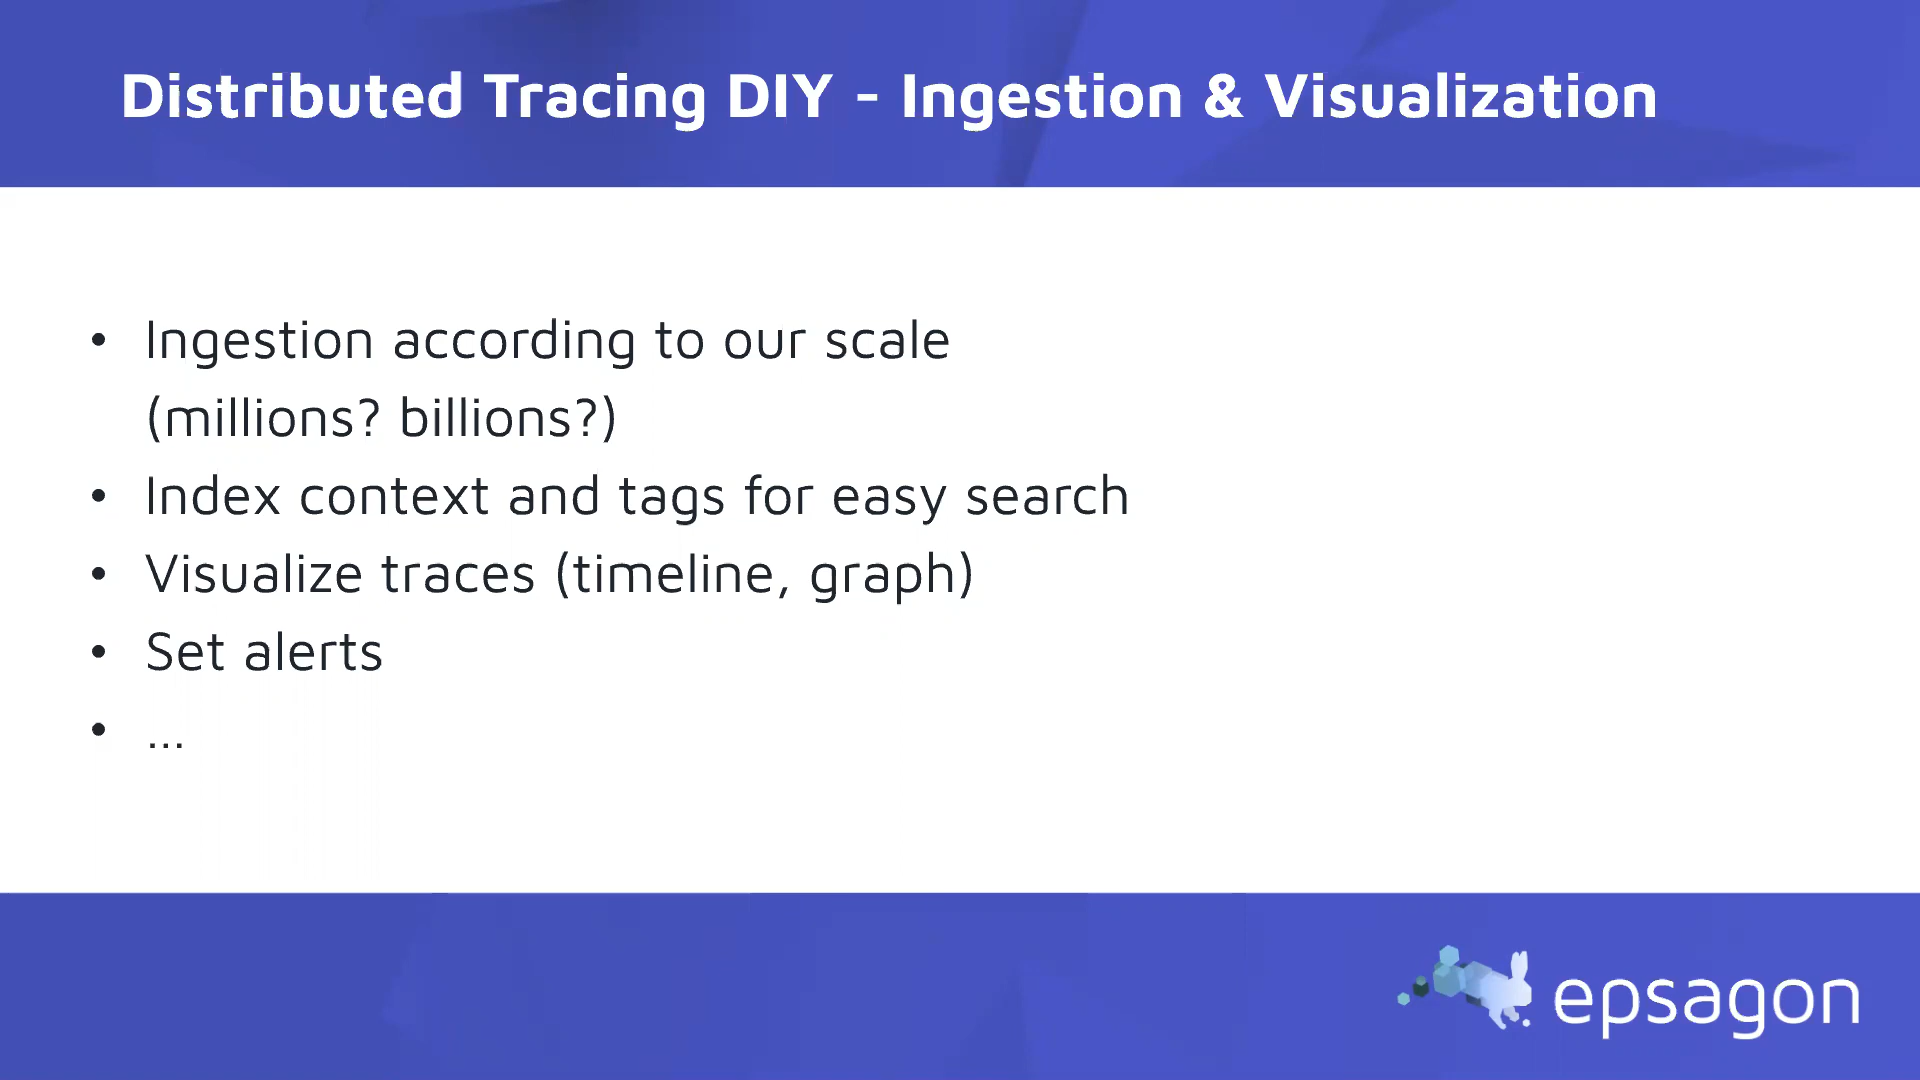 Distributed Tracing DIY - Ingestion & Visualization
• Ingestion according to our scale
(millions? billions?)
• Index context and tags for easy search
• Visualize traces (timeline, graph)
• Set alerts
• ...
epsagon